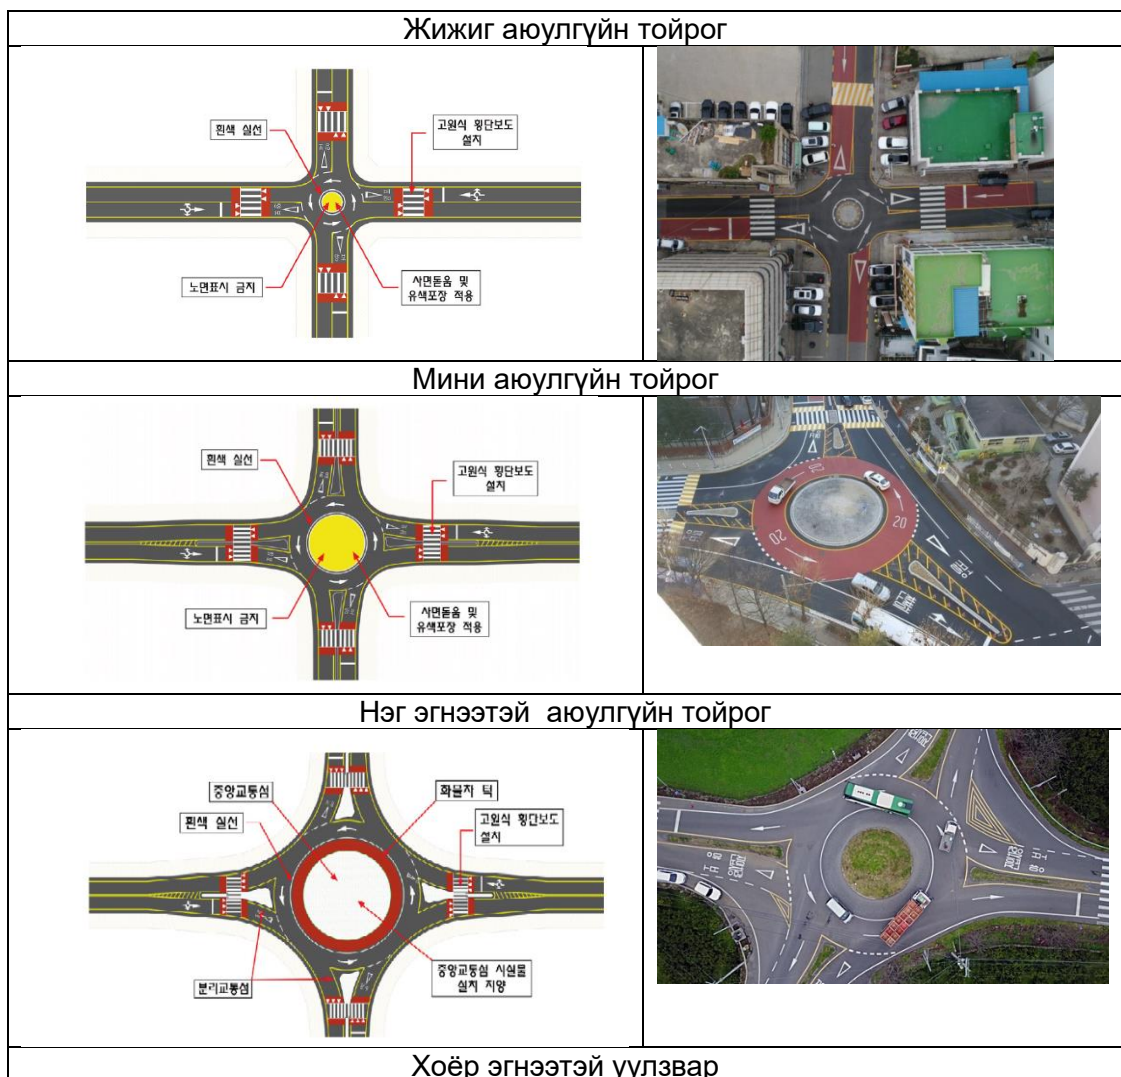 Жижиг аюулгүйн тойрог
흰색 실선
고원식 횡단보도
설치
노면표시 금지
사면돋움 및
유색포장 적용
Мини аюулгүйн тойрог
흰색 실선
고원식 횡단보도
설치
노면표시 금지
사면돋움 및
유색포장 적용
20
20
20
Нэг эгнээтэй аюулгүйн тойрог
중앙교통섬
화물차 턱
흰색 실선
고원식 횡단보도
설치
분리교통섬
중앙교통섬 시설물
설치 지양
Хоёр эгнээтэй уулзвар